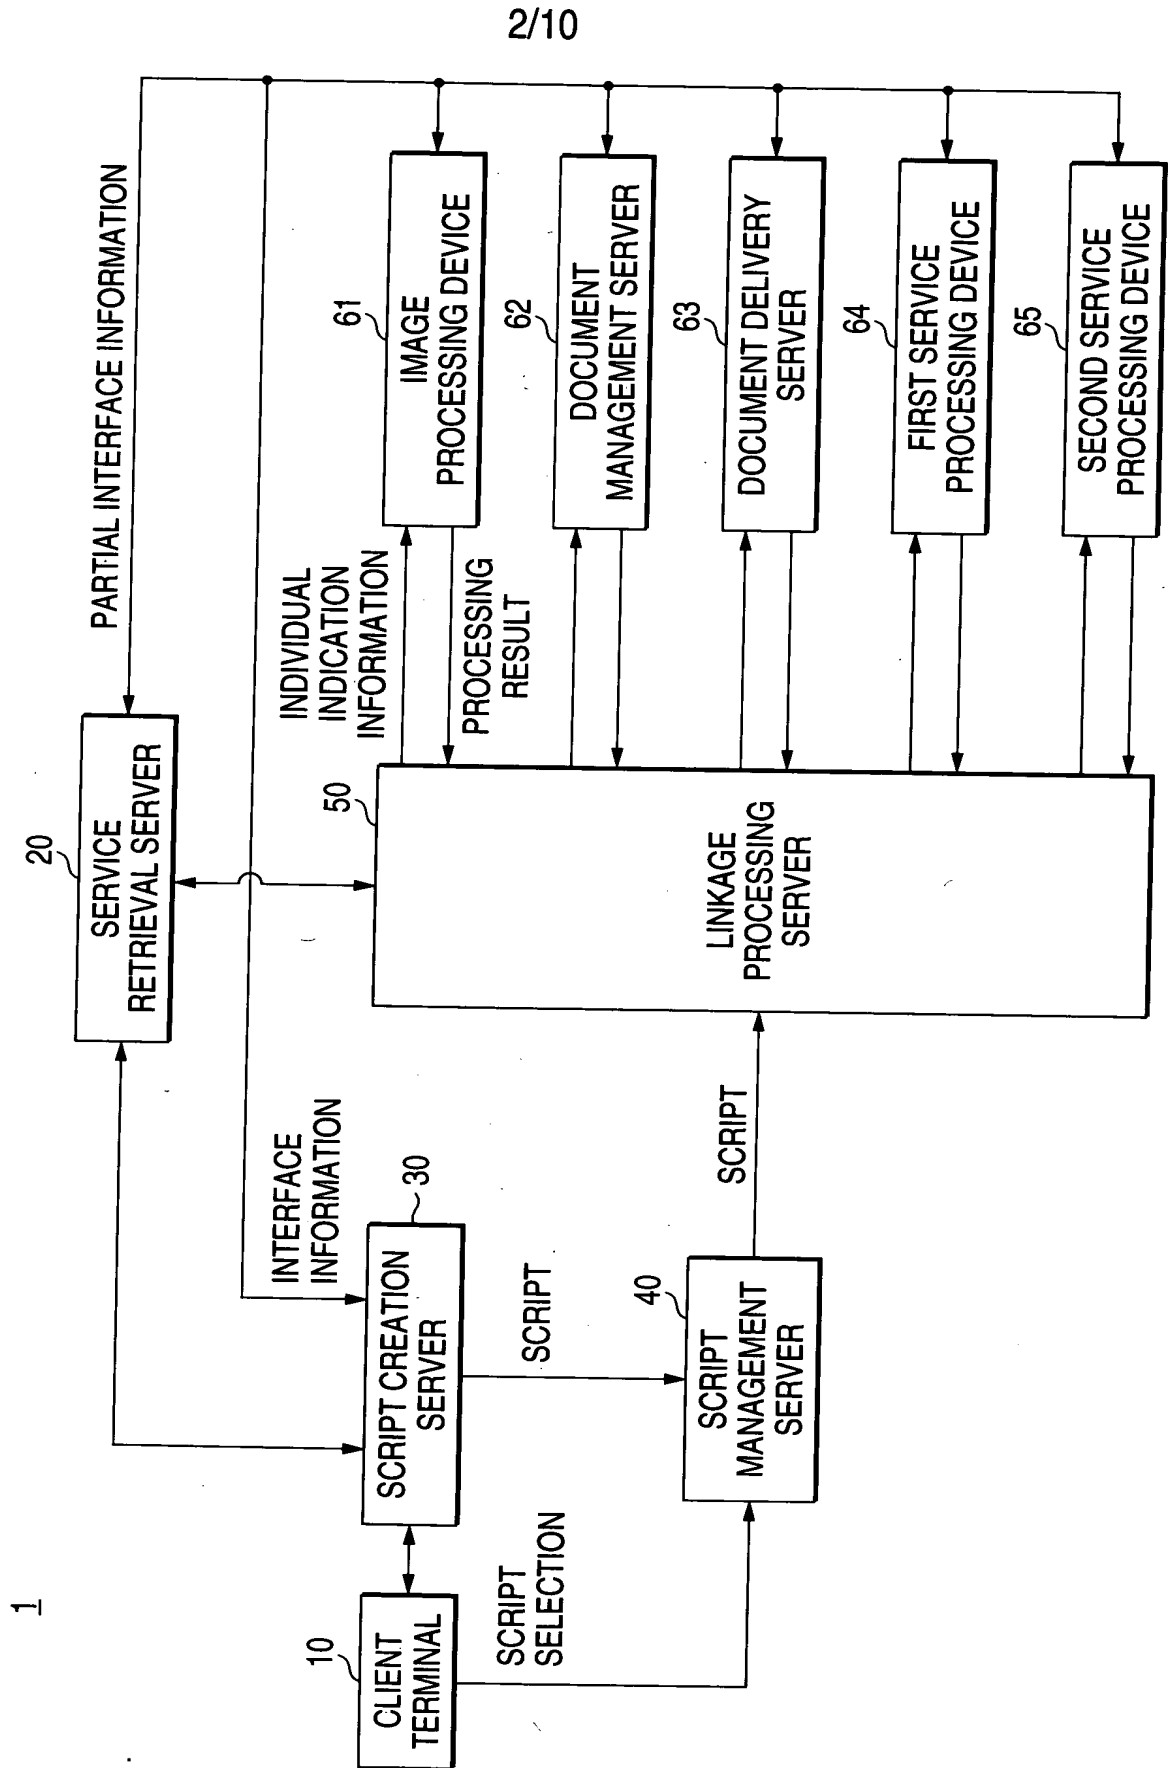 2/10
1
PARTIAL INTERFACE INFORMATION
20
SERVICE
RETRIEVAL SERVER
INTERFACE
INFORMATION
10
CLIENT
TERMINAL
30
SCRIPT CREATION
SERVER
SCRIPT
SELECTION
SCRIPT
40
SCRIPT
MANAGEMENT
SERVER
SCRIPT
50
LINKAGE
PROCESSING
SERVER
INDIVIDUAL
INDICATION
INFORMATION
PROCESSING
RESULT
61
IMAGE
PROCESSING DEVICE
62
DOCUMENT
MANAGEMENT SERVER
63
DOCUMENT DELIVERY
SERVER
64
FIRST SERVICE
PROCESSING DEVICE
65
SECOND SERVICE
PROCESSING DEVICE